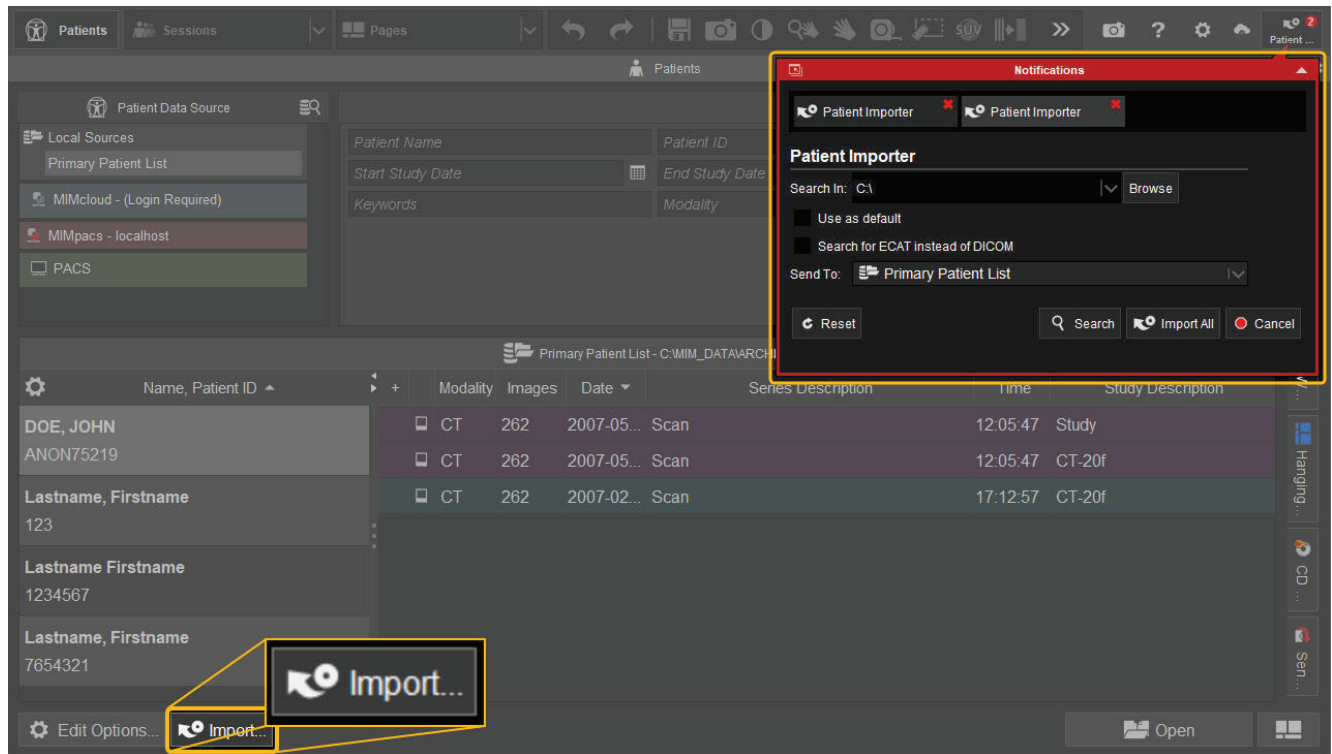 Patients
Sessions
Pages
SUV
2
Patient ...
Patients
Notifications
Patient Data Source
Local Sources
Primary Patient List
MIMcloud - (Login Required)
MIMpacs - localhost
PACS
Patient Name
Patient ID
Start Study Date
End Study Date
Keywords
Modality
Patient Importer
Patient Importer
Patient Importer
Search In: C:\
Browse
Use as default
Search for ECAT instead of DICOM
Send To: Primary Patient List
Reset
Search
Import All
Cancel
Primary Patient List - C:\MIM_DATA\ARCHI
Name, Patient ID
+ Modality Images Date Series Description Time Study Description
W...
DOE, JOHN
ANON75219
CT 262 2007-05... Scan 12:05:47 Study
CT 262 2007-05... Scan 12:05:47 CT-20f
CT 262 2007-02... Scan 17:12:57 CT-20f
Lastname, Firstname
123
Lastname Firstname
1234567
Lastname, Firstname
7654321
Hanging...
CD ...
Sen...
Import...
Edit Options...
Import...
Open